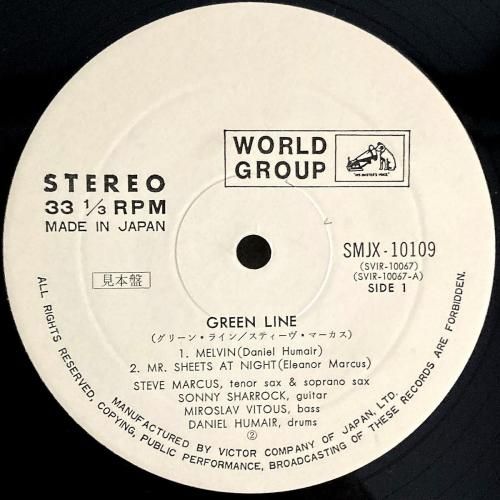 WORLD
GROUP
"HIS MASTER'S VOICE"
STEREO
33 1/3 RPM
MADE IN JAPAN
SMJX-10109
(SVIR-10067)
(SVIR-10067-A)
SIDE 1
見本盤
GREEN LINE
(グリーン・ライン/スティーヴ・マーカス)
1. MELVIN(Daniel Humair)
2. MR. SHEETS AT NIGHT(Eleanor Marcus)
STEVE MARCUS, tenor sax & soprano sax
SONNY SHARROCK, guitar
MIROSLAV VITOUS, bass
DANIEL HUMAIR, drums
②
MANUFACTURED BY VICTOR COMPANY OF JAPAN, LTD.
ALL RIGHTS RESERVED, COPYING, PUBLIC PERFORMANCE, BROADCASTING OF THESE RECORDS ARE FORBIDDEN.